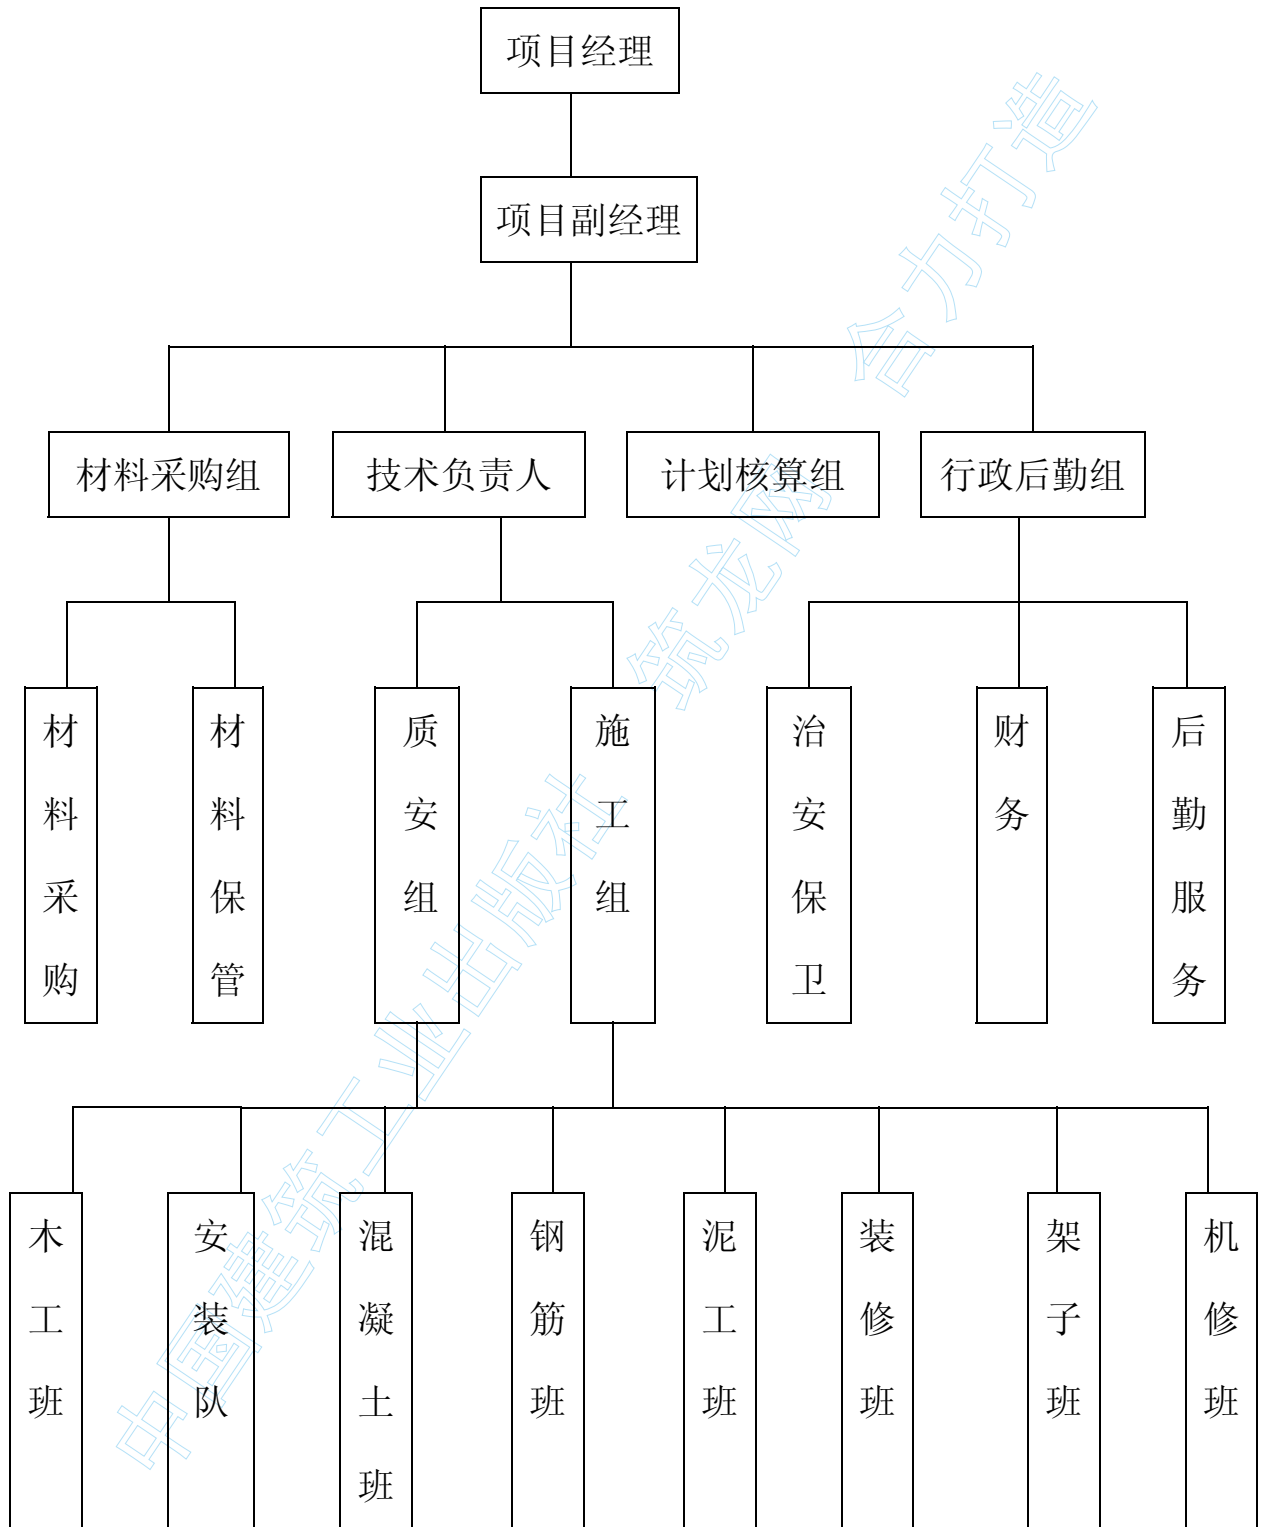 项目经理
项目副经理
材料采购组
技术负责人
计划核算组
行政后勤组
材料采购
材料保管
质安组
施工组
治安保卫
财务
后勤服务
木工班
安装队
混凝土班
钢筋班
泥工班
装修班
架子班
机修班
中国建筑工业出版社 筑龙网 合力打造